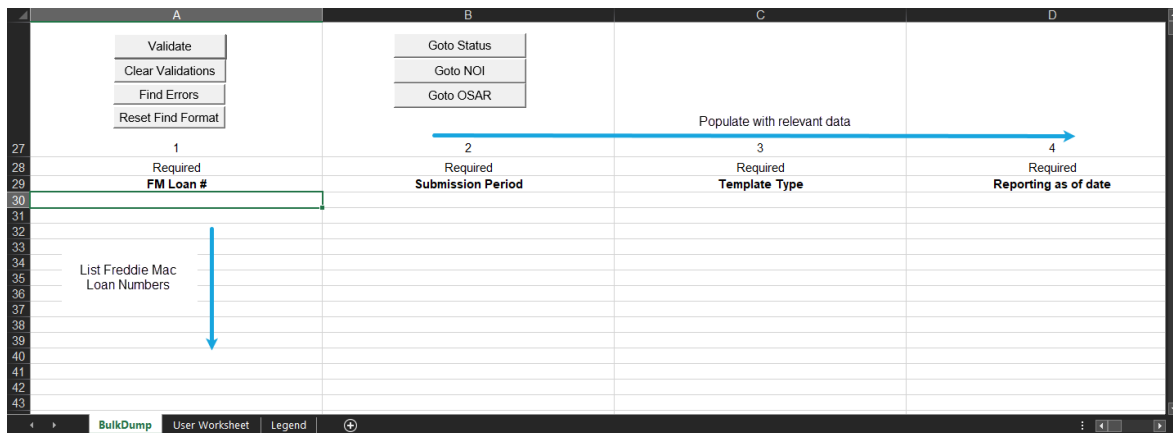 A B C D
Validate Goto Status
Clear Validations Goto NOI
Find Errors Goto OSAR
Reset Find Format
Populate with relevant data
27 1 2 3 4
28 Required Required Required Required
29 FM Loan # Submission Period Template Type Reporting as of date
30
31
32
33
34
List Freddie Mac
35
Loan Numbers
36
37
38
39
40
41
42
43
BulkDump User Worksheet Legend